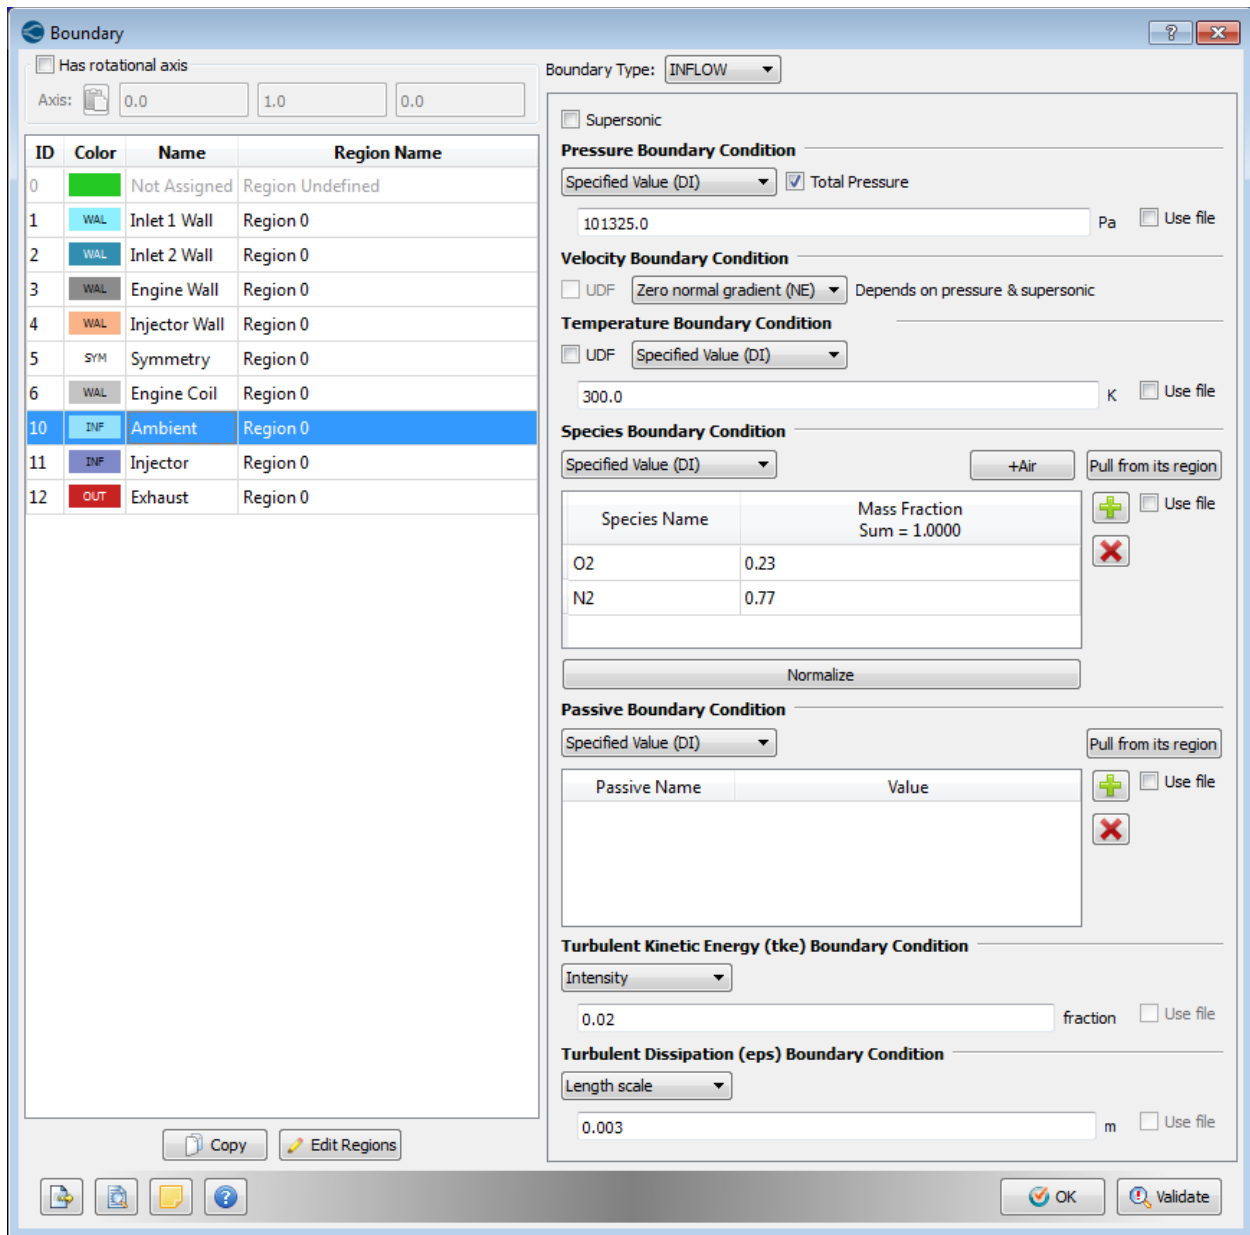 Boundary
Has rotational axis
Axis: 0.0 1.0 0.0
ID Color Name Region Name
0 Not Assigned Region Undefined
1 WAL Inlet 1 Wall Region 0
2 WAL Inlet 2 Wall Region 0
3 WAL Engine Wall Region 0
4 WAL Injector Wall Region 0
5 SYM Symmetry Region 0
6 WAL Engine Coil Region 0
10 INF Ambient Region 0
11 INF Injector Region 0
12 OUT Exhaust Region 0
Copy Edit Regions
Boundary Type: INFLOW
Supersonic
Pressure Boundary Condition
Specified Value (DI) Total Pressure
101325.0 Pa Use file
Velocity Boundary Condition
UDF Zero normal gradient (NE) Depends on pressure & supersonic
Temperature Boundary Condition
UDF Specified Value (DI)
300.0 K Use file
Species Boundary Condition
Specified Value (DI) +Air Pull from its region
Species Name Mass Fraction Use file
Sum = 1.0000
O2 0.23
N2 0.77
Normalize
Passive Boundary Condition
Specified Value (DI) Pull from its region
Passive Name Value Use file
Turbulent Kinetic Energy (tke) Boundary Condition
Intensity
0.02 fraction Use file
Turbulent Dissipation (eps) Boundary Condition
Length scale
0.003 m Use file
OK Validate